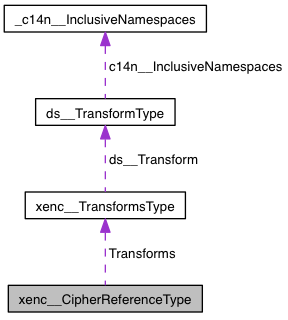 _c14n__InclusiveNamespaces
c14n__InclusiveNamespaces
ds__TransformType
ds__Transform
xenc__TransformsType
Transforms
xenc__CipherReferenceType